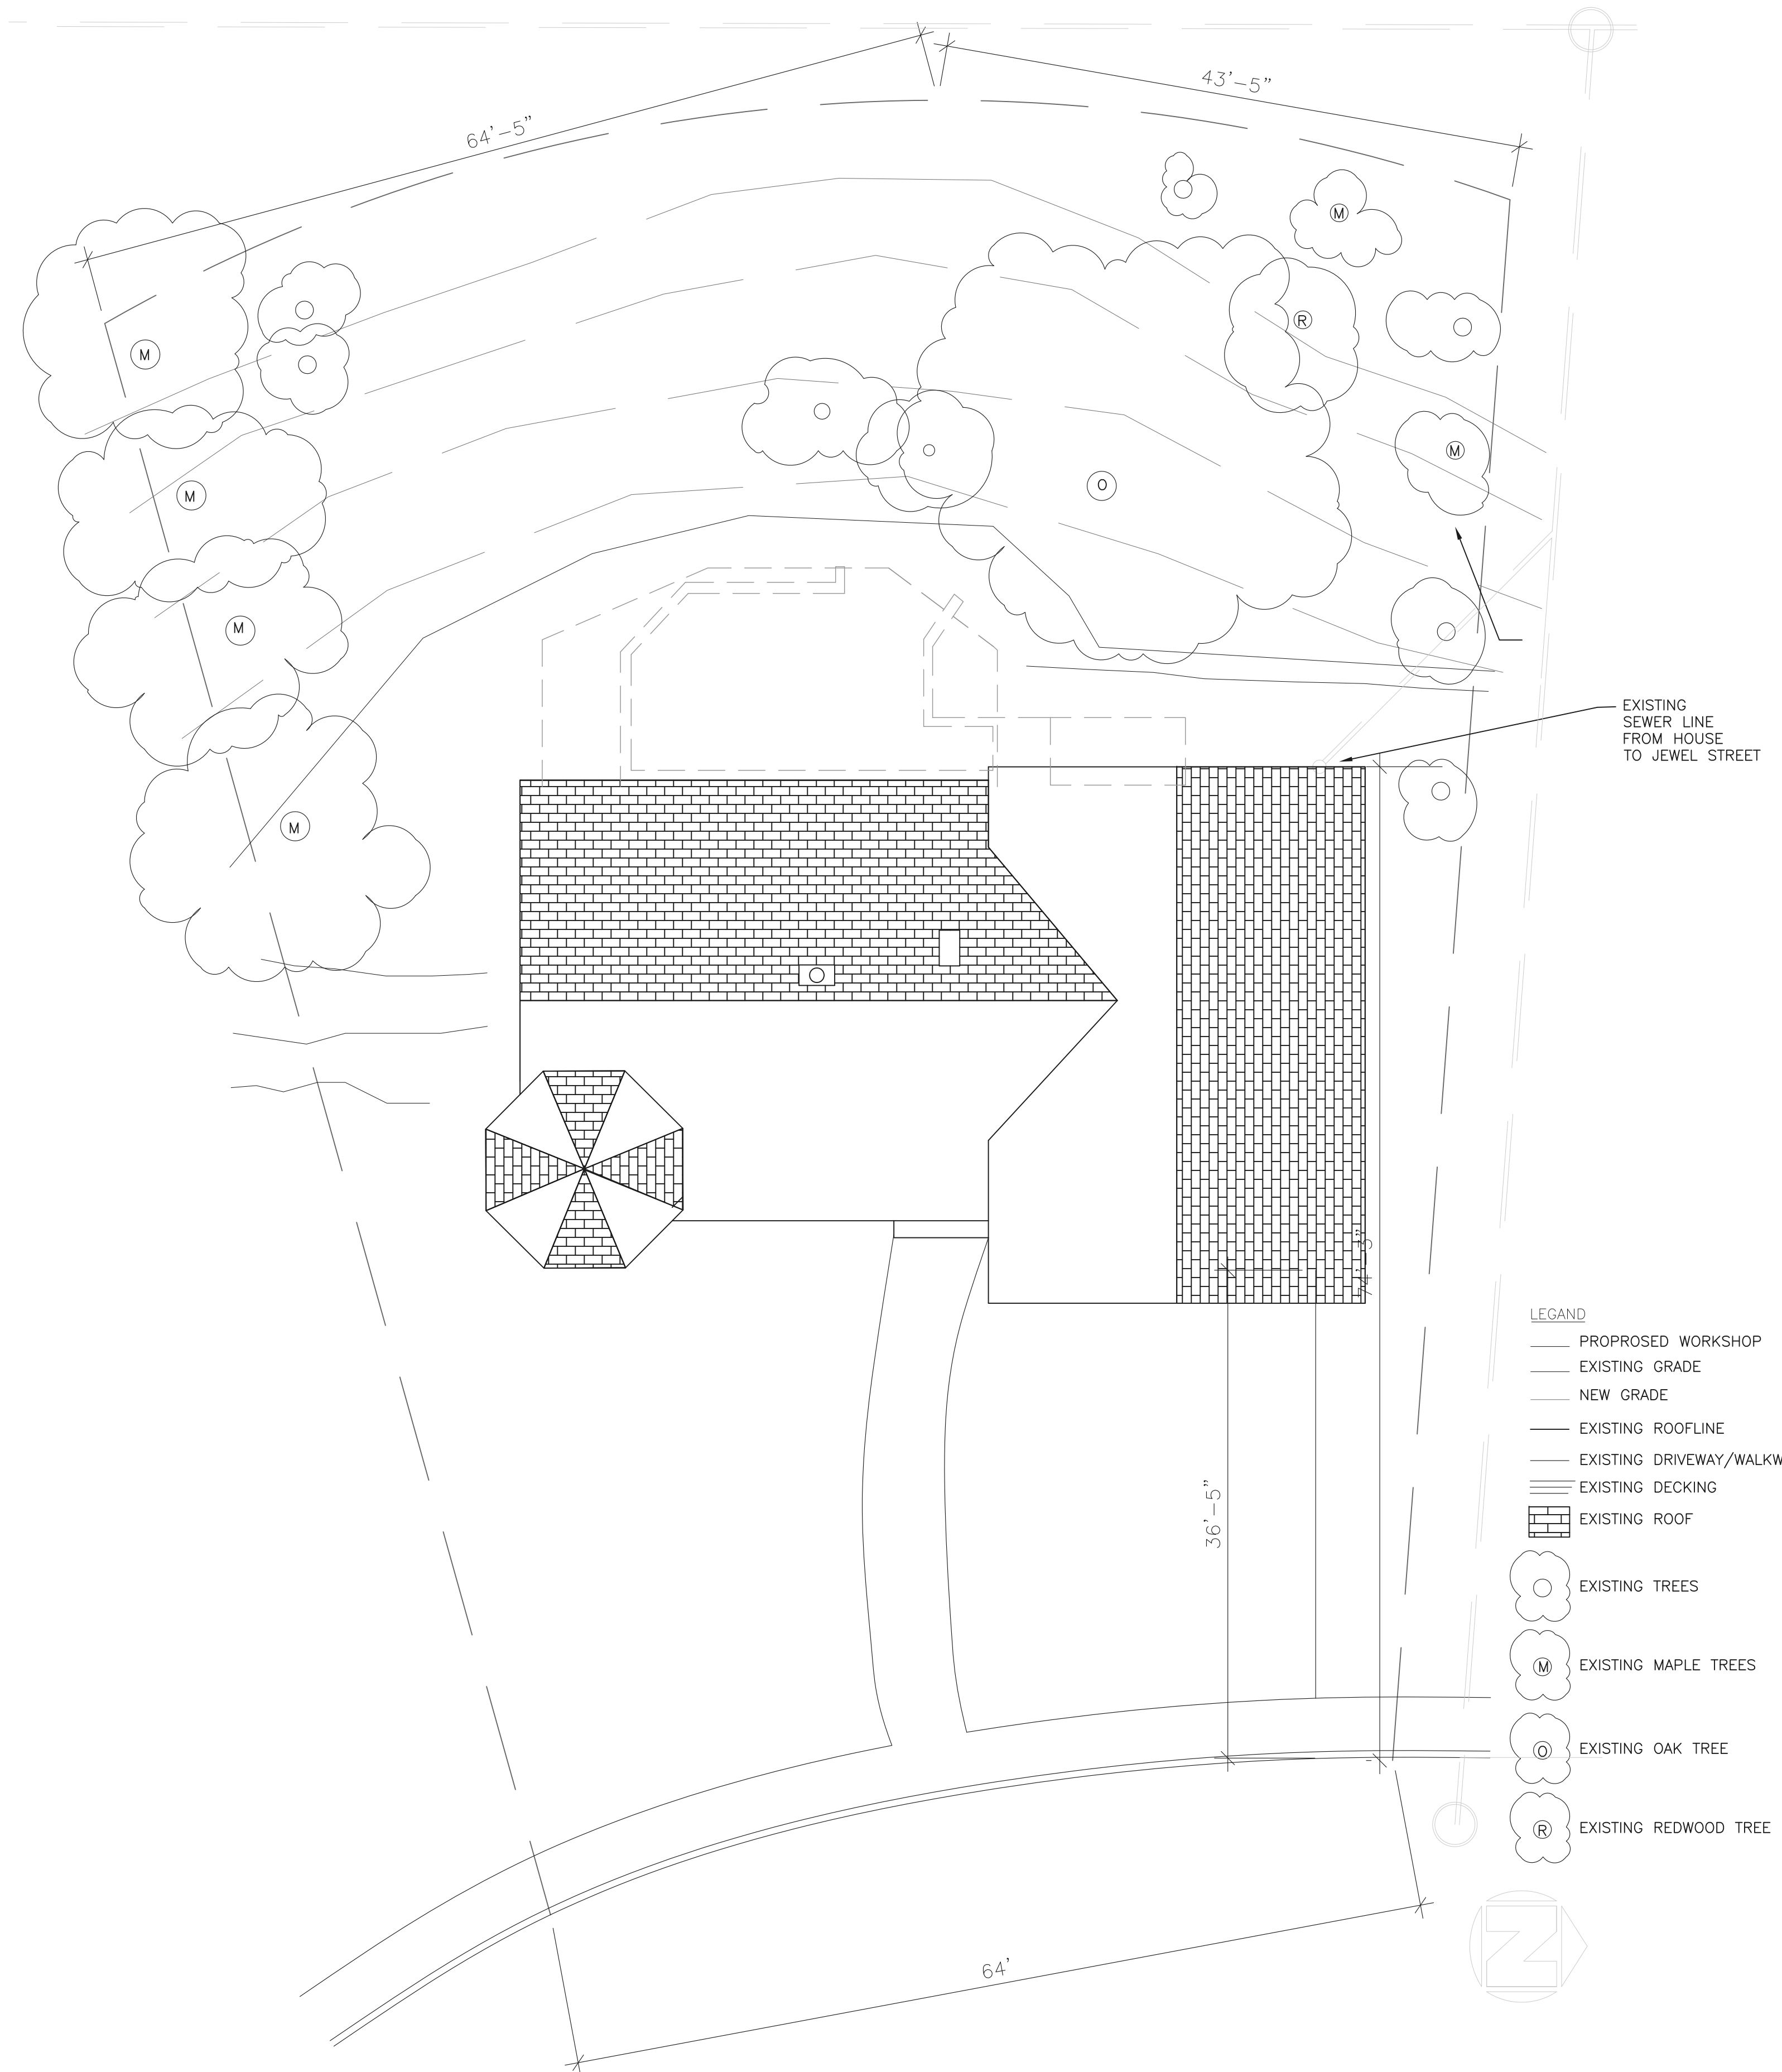 43'-5"
64'-5"
M
R
M
M
M
O
M
M
EXISTING
SEWER LINE
FROM HOUSE
TO JEWEL STREET
M
74'-3"
LEGAND
PROPROSED WORKSHOP
EXISTING GRADE
NEW GRADE
EXISTING ROOFLINE
EXISTING DRIVEWAY/WALKW
EXISTING DECKING
36'-5"
EXISTING ROOF
EXISTING TREES
M EXISTING MAPLE TREES
O EXISTING OAK TREE
R EXISTING REDWOOD TREE
N
64'